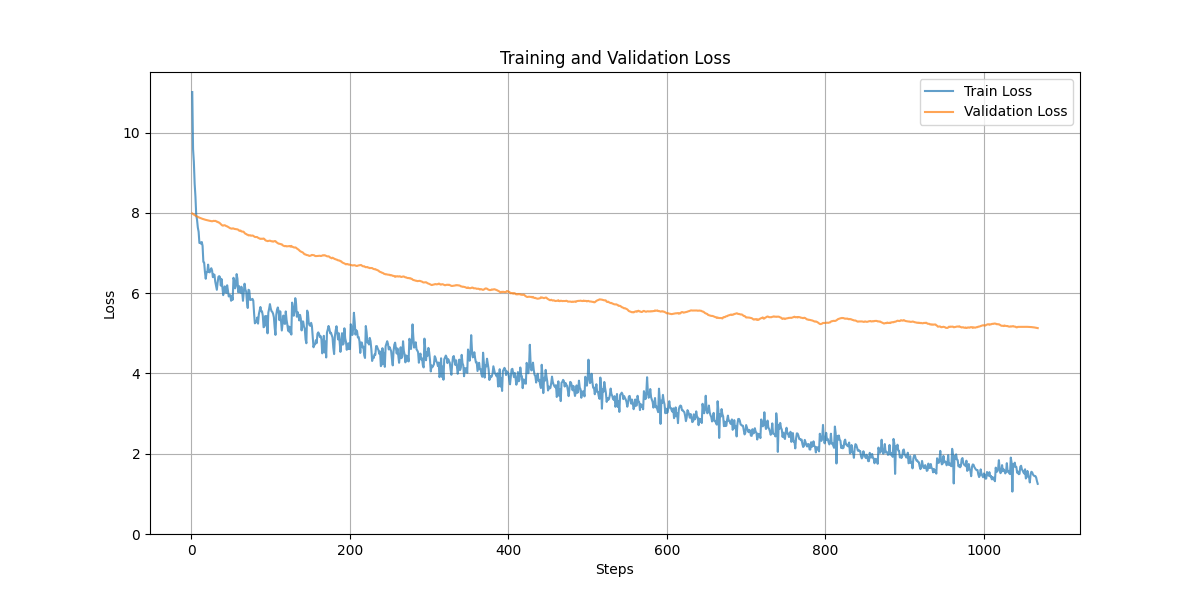 Training and Validation Loss
Train Loss
Validation Loss
10
8
6
4
2
0
Loss
0 200 400 600 800 1000
Steps